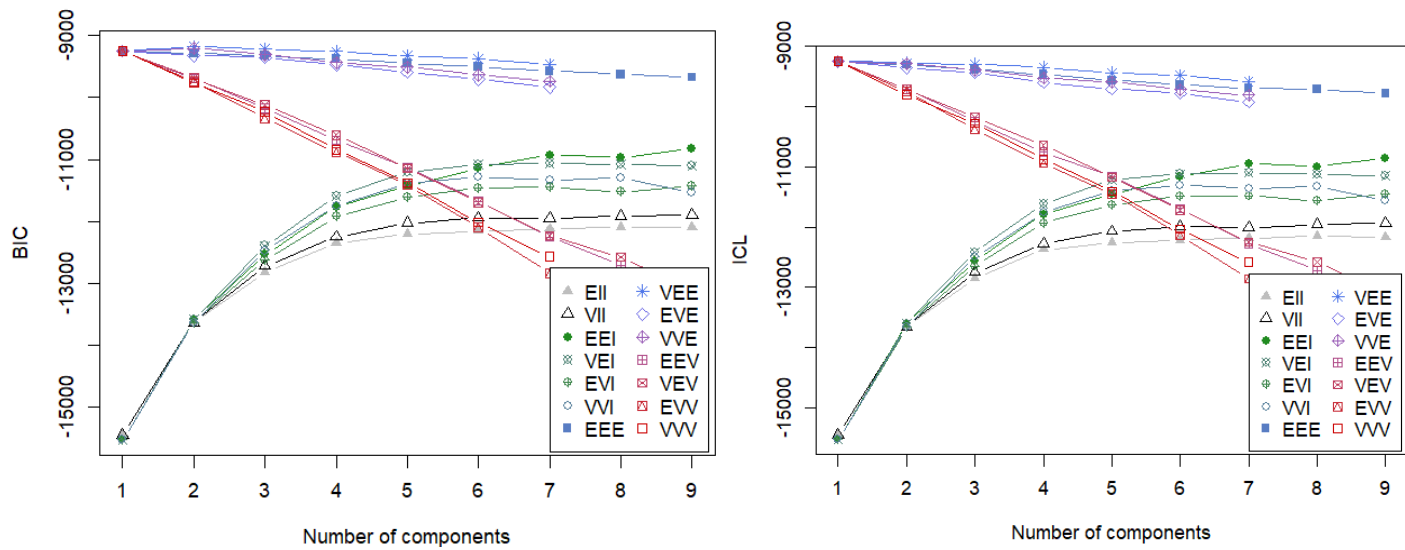 BIC
-9000
-11000
-13000
-15000
EII VEE
VII EVE
EEI VVE
VEI EEV
EVI VEV
VVI EVV
EEE VVV
1 2 3 4 5 6 7 8 9
Number of components
ICL
-9000
-11000
-13000
-15000
EII VEE
VII EVE
EEI VVE
VEI EEV
EVI VEV
VVI EVV
EEE VVV
1 2 3 4 5 6 7 8 9
Number of components